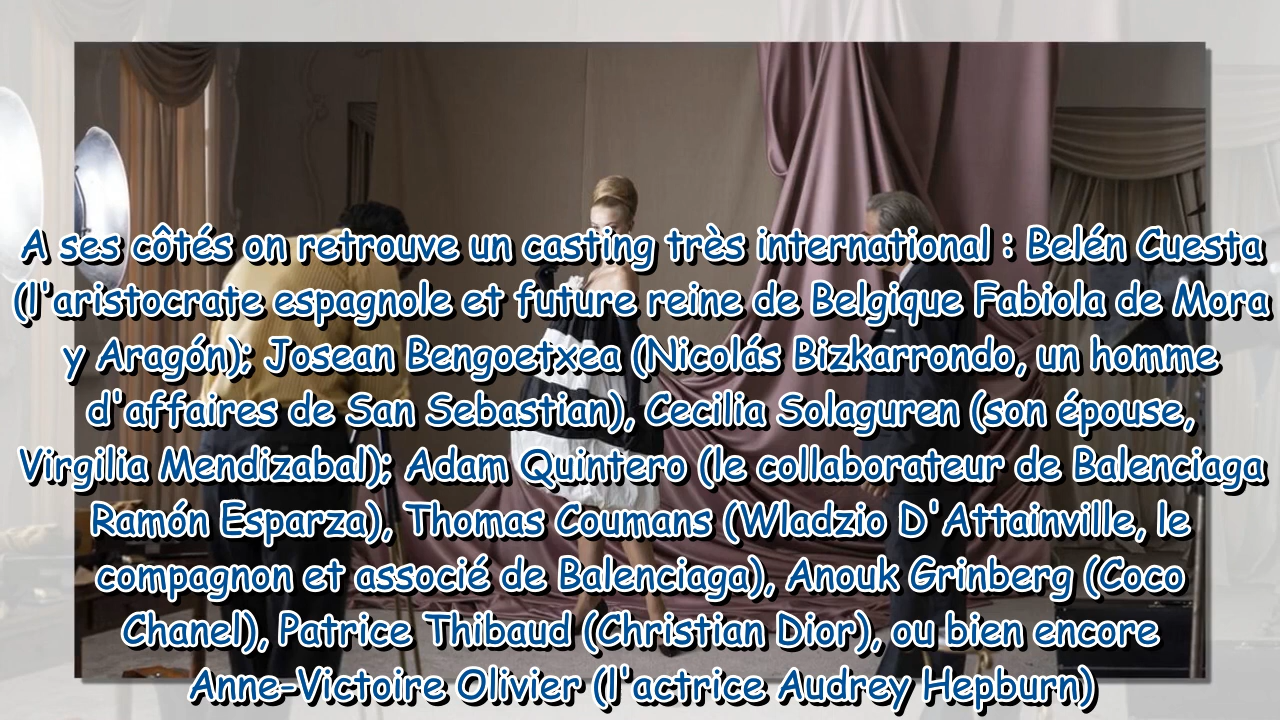 A ses côtés on retrouve un casting très international : Belén Cuesta
(l'aristocrate espagnole et future reine de Belgique Fabiola de Mora
y Aragón); Josean Bengoetxea (Nicolás Bizkarrondo, un homme
d'affaires de San Sebastian), Cecilia Solaguren (son épouse,
Virgilia Mendizabal); Adam Quintero (le collaborateur de Balenciaga
Ramón Esparza), Thomas Coumans (Wladzio D'Attainville, le
compagnon et associé de Balenciaga), Anouk Grinberg (Coco
Chanel), Patrice Thibaud (Christian Dior), ou bien encore
Anne-Victoire Olivier (l'actrice Audrey Hepburn)